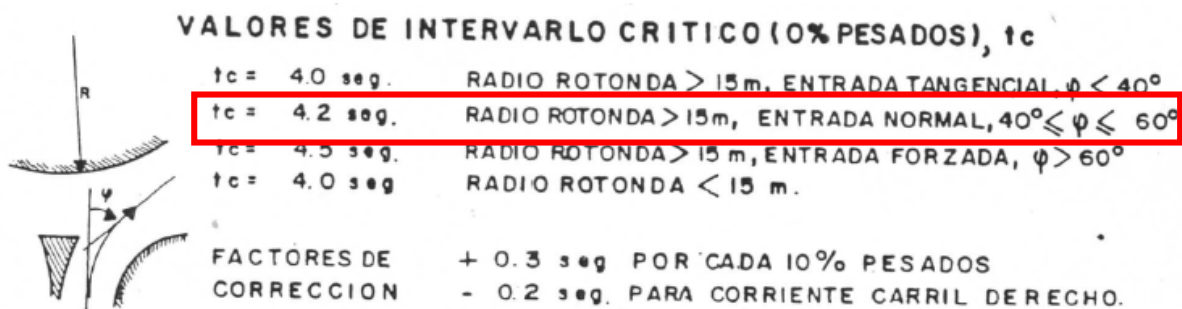 VALORES DE INTERVARLO CRITICO (0% PESADOS), tc
tc = 4.0 seg. RADIO ROTONDA > 15m, ENTRADA TANGENCIAL, φ < 40°
tc = 4.2 seg. RADIO ROTONDA > 15m, ENTRADA NORMAL, 40° ⩽ φ ⩽ 60°
tc = 4.5 seg. RADIO ROTONDA > 15 m, ENTRADA FORZADA, φ > 60°
tc = 4.0 seg RADIO ROTONDA < 15 m.
R
φ
FACTORES DE + 0.3 seg POR CADA 10% PESADOS
CORRECCION - 0.2 seg. PARA CORRIENTE CARRIL DERECHO.